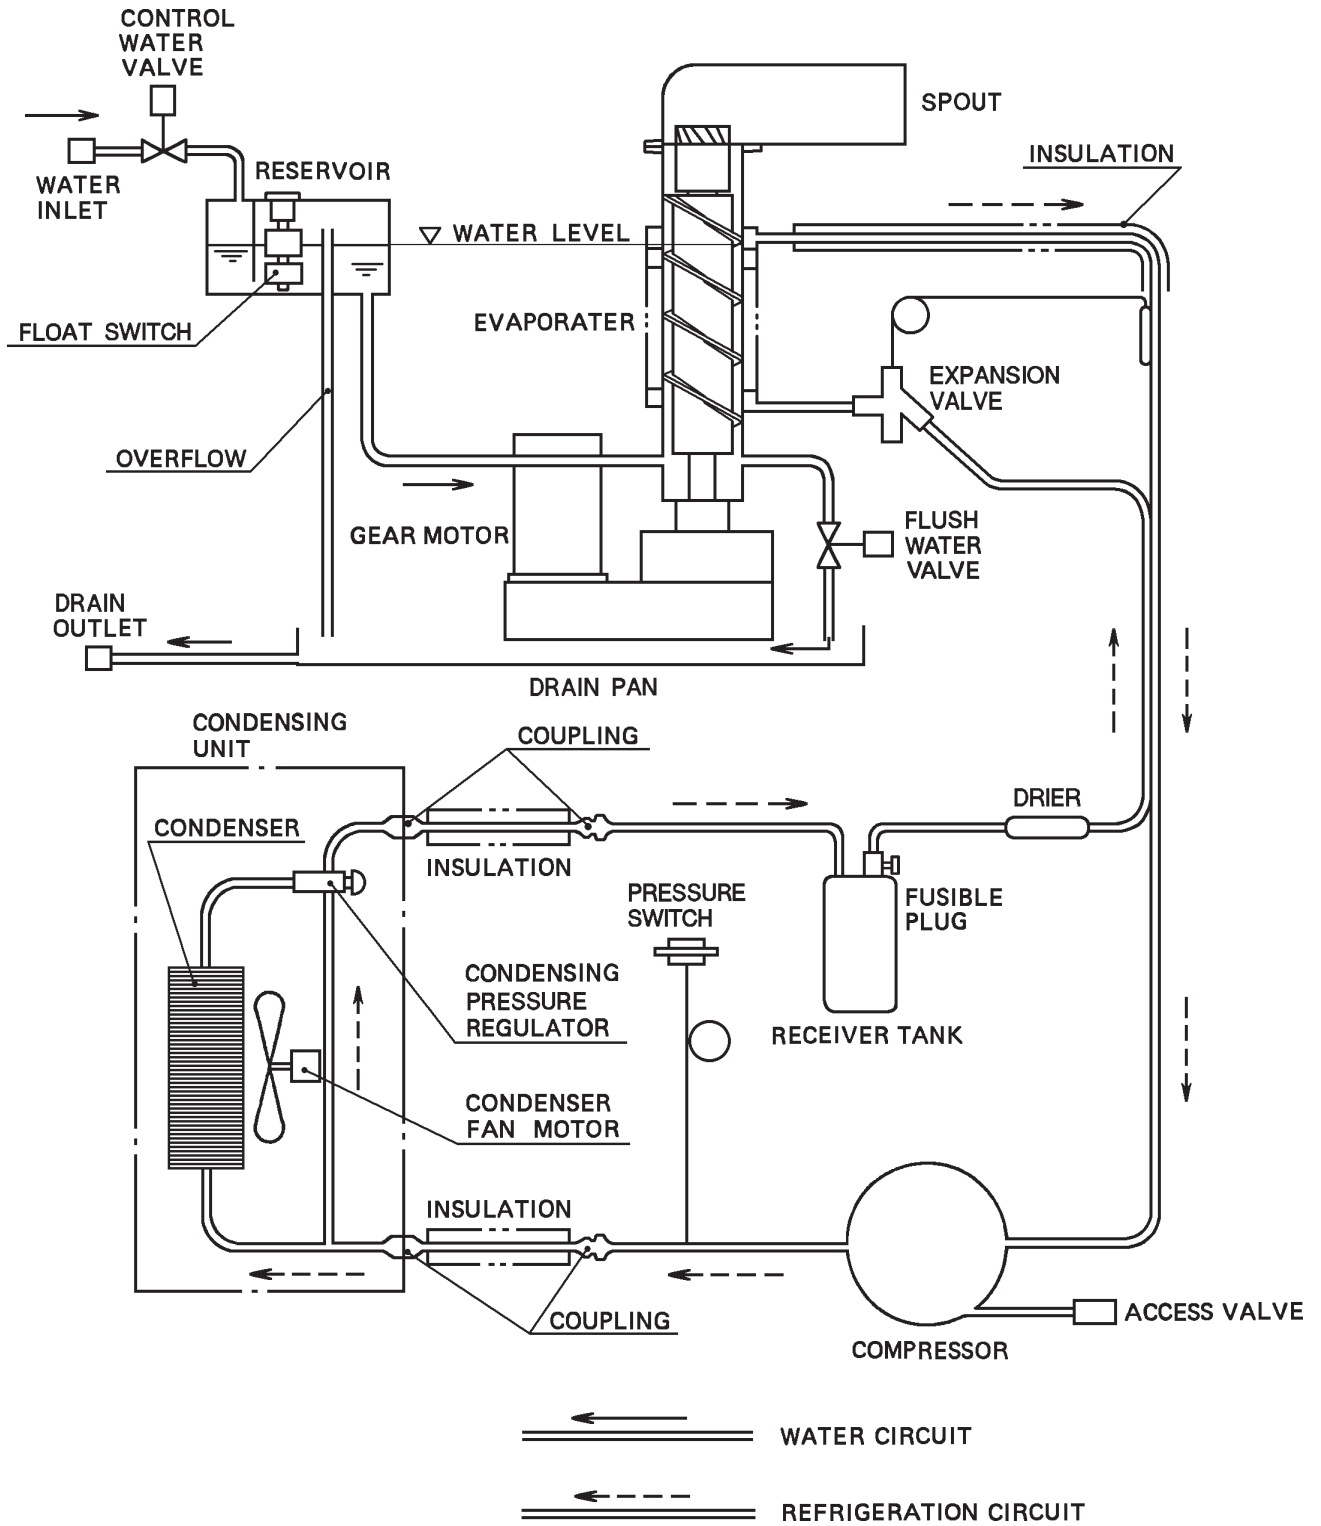 CONTROL
WATER
VALVE
SPOUT
INSULATION
RESERVOIR
WATER
INLET
WATER LEVEL
FLOAT SWITCH
EVAPORATER
EXPANSION
VALVE
OVERFLOW
GEAR MOTOR
FLUSH
WATER
VALVE
DRAIN
OUTLET
DRAIN PAN
CONDENSING
UNIT
COUPLING
DRIER
CONDENSER
INSULATION
PRESSURE
SWITCH
FUSIBLE
PLUG
CONDENSING
PRESSURE
REGULATOR
RECEIVER TANK
CONDENSER
FAN MOTOR
INSULATION
COUPLING
ACCESS VALVE
COMPRESSOR
WATER CIRCUIT
REFRIGERATION CIRCUIT